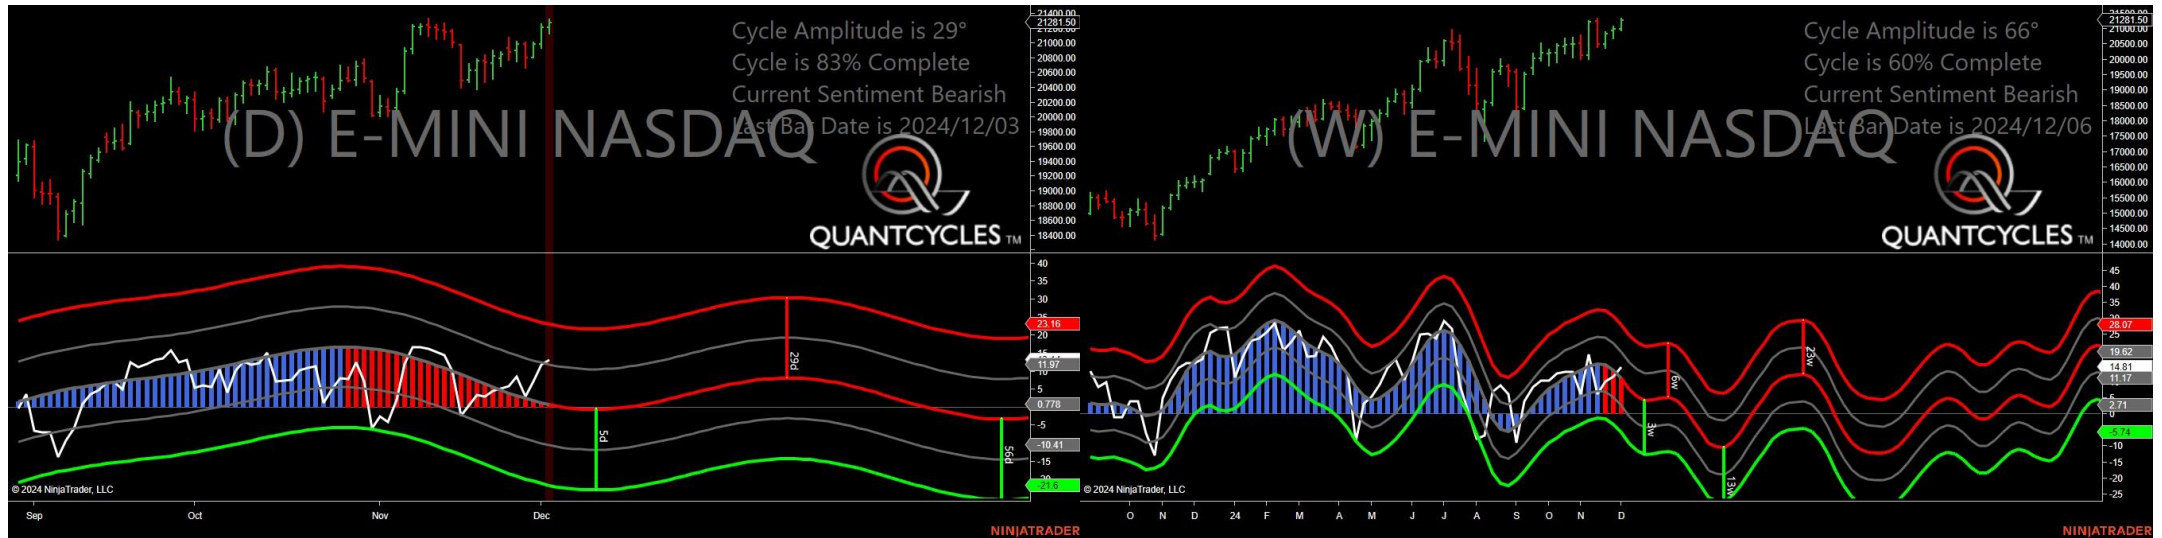 Cycle Amplitude is 29°
Cycle is 83% Complete
Current Sentiment Bearish
Last Bar Date is 2024/12/03
(D) E-MINI NASDAQ
QUANTCYCLES TM
21400.00
21281.50
21200.00
21000.00
20800.00
20600.00
20400.00
20200.00
20000.00
19800.00
19600.00
19400.00
19200.00
19000.00
18800.00
18600.00
18400.00
40
35
30
23.16
20
11.97
10
5
0.778
-5
-10.41
-15
-21.6
5d
29d
56d
© 2024 NinjaTrader, LLC
Sep
Oct
Nov
Dec
NINJATRADER
Cycle Amplitude is 66°
Cycle is 60% Complete
Current Sentiment Bearish
Last Bar Date is 2024/12/06
(W) E-MINI NASDAQ
QUANTCYCLES TM
21500.00
21281.50
20500.00
20000.00
19500.00
19000.00
18500.00
18000.00
17500.00
17000.00
16500.00
16000.00
15500.00
15000.00
14500.00
14000.00
45
40
35
28.07
19.62
14.81
11.17
2.71
0
-5.74
-10
-15
-20
-25
3w
6w
13w
23w
© 2024 NinjaTrader, LLC
O N D 24 F M A M J J A S O N D
NINJATRADER